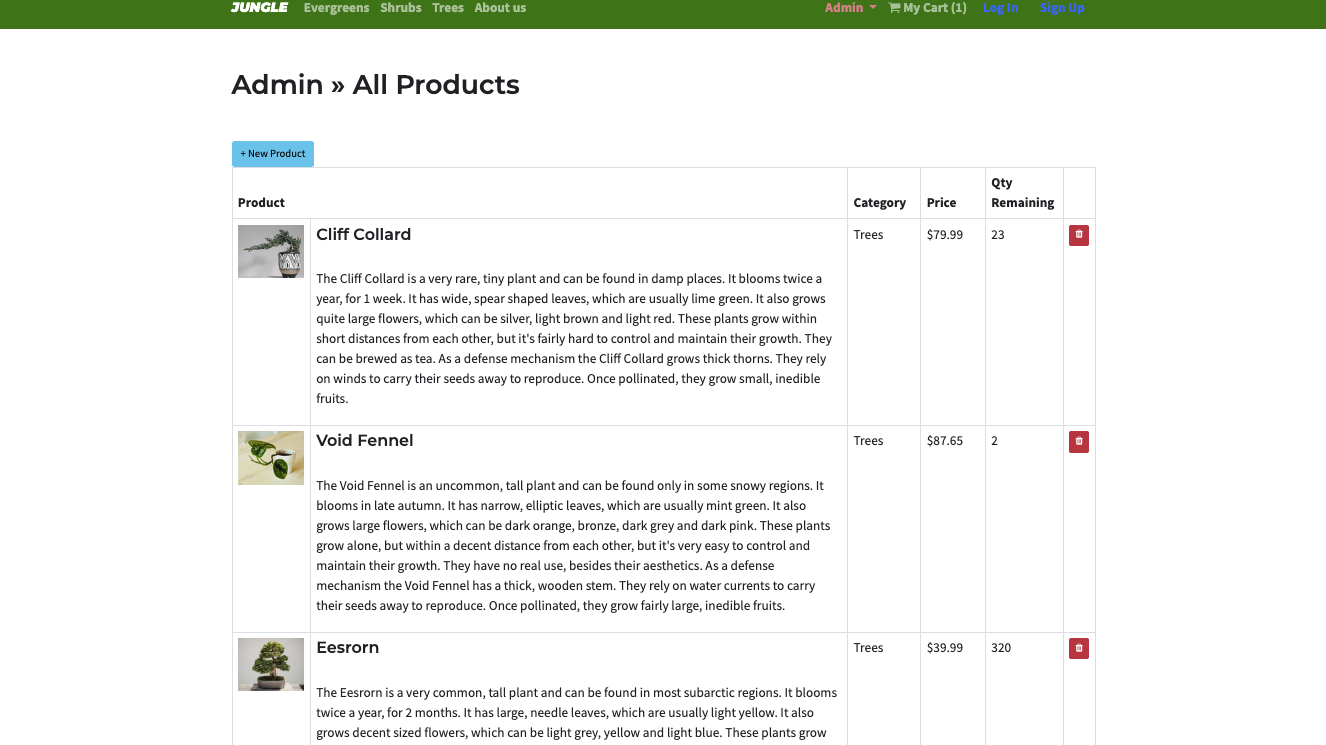 JUNGLE Evergreens Shrubs Trees About us Admin My Cart (1) Log In Sign Up
Admin » All Products
+ New Product
Product Category Price Qty Remaining
Cliff Collard Trees $79.99 23
The Cliff Collard is a very rare, tiny plant and can be found in damp places. It blooms twice a
year, for 1 week. It has wide, spear shaped leaves, which are usually lime green. It also grows
quite large flowers, which can be silver, light brown and light red. These plants grow within
short distances from each other, but it's fairly hard to control and maintain their growth. They
can be brewed as tea. As a defense mechanism the Cliff Collard grows thick thorns. They rely
on winds to carry their seeds away to reproduce. Once pollinated, they grow small, inedible
fruits.
Void Fennel Trees $87.65 2
The Void Fennel is an uncommon, tall plant and can be found only in some snowy regions. It
blooms in late autumn. It has narrow, elliptic leaves, which are usually mint green. It also
grows large flowers, which can be dark orange, bronze, dark grey and dark pink. These plants
grow alone, but within a decent distance from each other, but it's very easy to control and
maintain their growth. They have no real use, besides their aesthetics. As a defense
mechanism the Void Fennel has a thick, wooden stem. They rely on water currents to carry
their seeds away to reproduce. Once pollinated, they grow fairly large, inedible fruits.
Eesrorn Trees $39.99 320
The Eesrorn is a very common, tall plant and can be found in most subarctic regions. It blooms
twice a year, for 2 months. It has large, needle leaves, which are usually light yellow. It also
grows decent sized flowers, which can be light grey, yellow and light blue. These plants grow